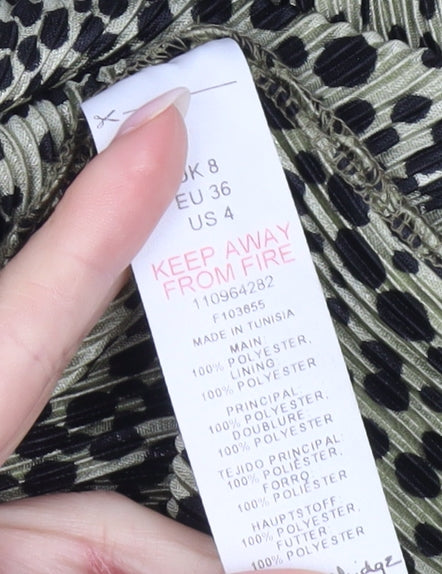 UK 8
EU 36
US 4
KEEP AWAY
FROM FIRE
110964282
F103655
MADE IN TUNISIA
MAIN
100% POLYESTER.
LINING
100% POLYESTER
PRINCIPAL:
100% POLYESTER.
DOUBLURE:
100% POLYESTER
TEJIDO PRINCIPAL:
100% POLIÉSTER.
FORRO:
100% POLIÉSTER
HAUPTSTOFF:
100% POLYESTER.
FUTTER:
100% POLYESTER